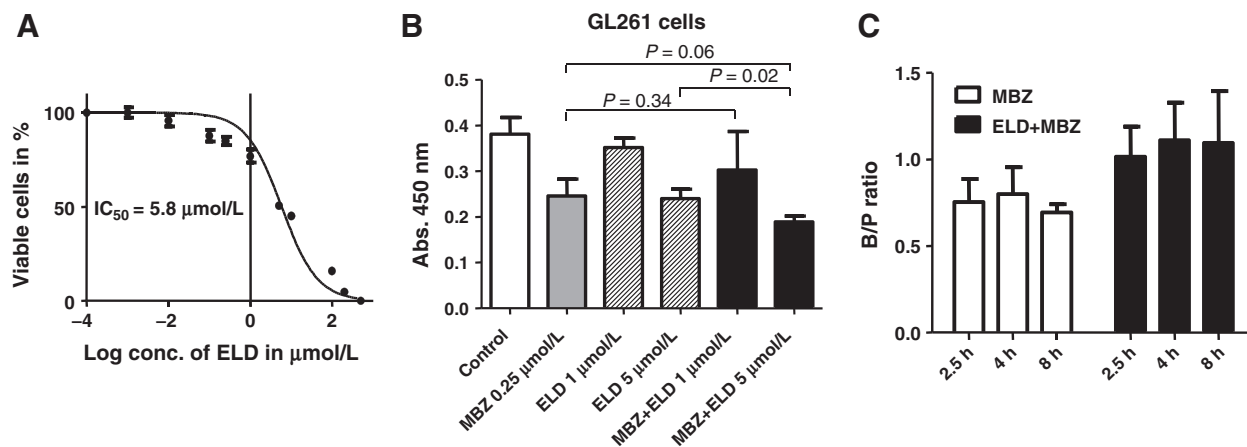 A
Viable cells in %
100
50
0
IC50 = 5.8 μmol/L
−4
−2
0
2
Log conc. of ELD in μmol/L
B
GL261 cells
P = 0.06
P = 0.02
P = 0.34
Abs. 450 nm
0.5
0.4
0.3
0.2
0.1
0.0
Control
MBZ 0.25 μmol/L
ELD 1 μmol/L
ELD 5 μmol/L
MBZ+ELD 1 μmol/L
MBZ+ELD 5 μmol/L
C
B/P ratio
1.5
1.0
0.5
0.0
MBZ
ELD+MBZ
2.5 h
4 h
8 h
2.5 h
4 h
8 h